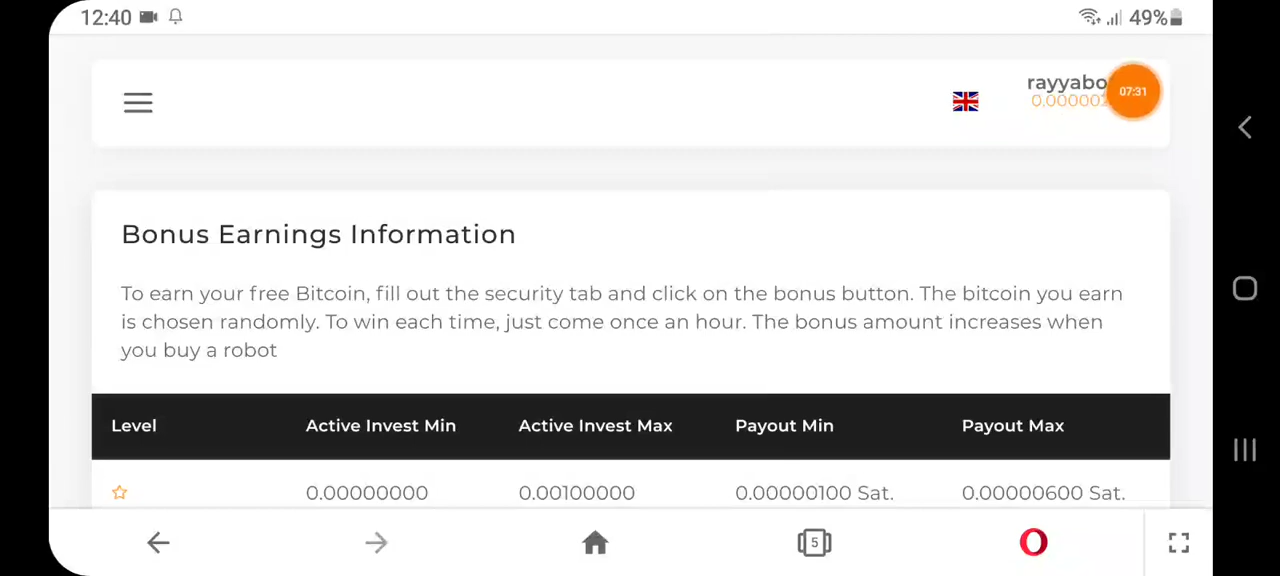 12:40
49%
rayyabo
07:31
0.000002
Bonus Earnings Information
To earn your free Bitcoin, fill out the security tab and click on the bonus button. The bitcoin you earn
is chosen randomly. To win each time, just come once an hour. The bonus amount increases when
you buy a robot
Level Active Invest Min Active Invest Max Payout Min Payout Max
0.00000000 0.00100000 0.00000100 Sat. 0.00000600 Sat.
5